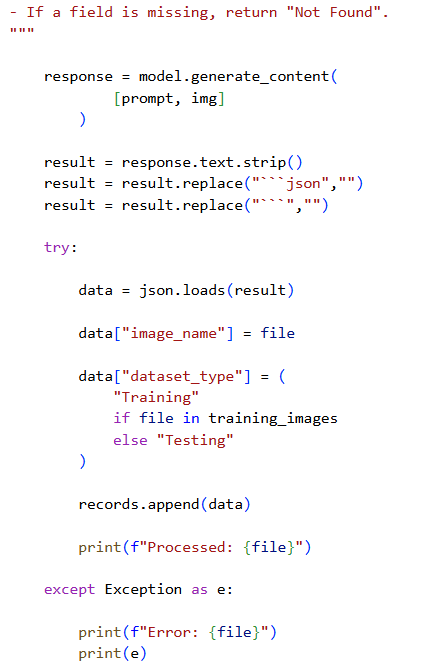 - If a field is missing, return "Not Found".
"""
response = model.generate_content(
[prompt, img]
)
result = response.text.strip()
result = result.replace("```json","")
result = result.replace("```","")
try:
data = json.loads(result)
data["image_name"] = file
data["dataset_type"] = (
"Training"
if file in training_images
else "Testing"
)
records.append(data)
print(f"Processed: {file}")
except Exception as e:
print(f"Error: {file}")
print(e)